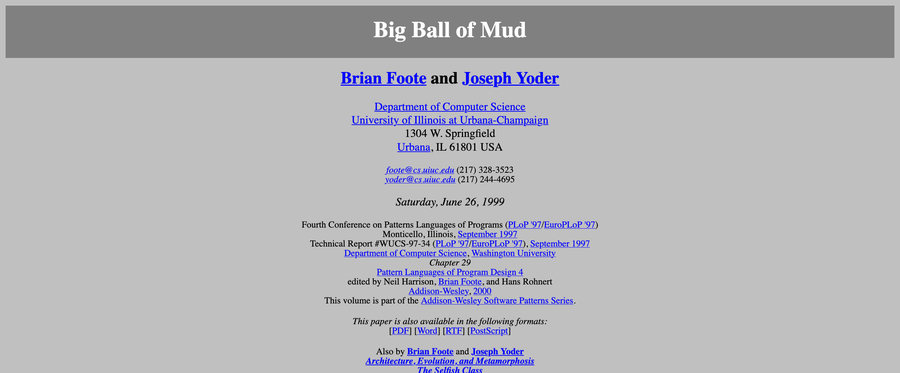 Big Ball of Mud
Brian Foote and Joseph Yoder
Department of Computer Science
University of Illinois at Urbana-Champaign
1304 W. Springfield
Urbana, IL 61801 USA
foote@cs.uiuc.edu (217) 328-3523
yoder@cs.uiuc.edu (217) 244-4695
Saturday, June 26, 1999
Fourth Conference on Patterns Languages of Programs (PLoP '97/EuroPLoP '97)
Monticello, Illinois, September 1997
Technical Report #WUCS-97-34 (PLoP '97/EuroPLoP '97), September 1997
Department of Computer Science, Washington University
Chapter 29
Pattern Languages of Program Design 4
edited by Neil Harrison, Brian Foote, and Hans Rohnert
Addison-Wesley, 2000
This volume is part of the Addison-Wesley Software Patterns Series.
This paper is also available in the following formats:
[PDF] [Word] [RTF] [PostScript]
Also by Brian Foote and Joseph Yoder
Architecture, Evolution, and Metamorphosis
The Selfish Class